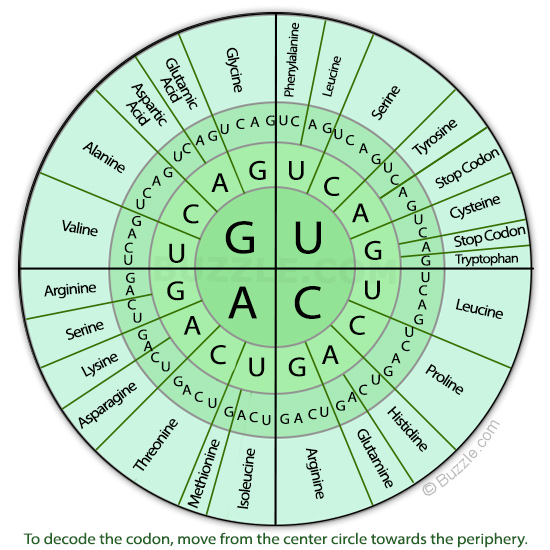 Phenylalanine
Leucine
Serine
Tyrosine
Stop Codon
Cysteine
Stop Codon
Tryptophan
Leucine
Proline
Histidine
Glutamine
Arginine
Isoleucine
Methionine
Threonine
Asparagine
Lysine
Serine
Arginine
Valine
Alanine
Aspartic
Acid
Glutamic
Acid
Glycine
U C A G U C A G U C A G U C A G
U C A G U C A G U C A G U C A G
G A C U G A C U G A C U G A C U
G A C U G A C U G A C U G A C U
U C A G
U C A G
G A C U
G A C U
G U
A C
BUZZLE.COM
© Buzzle.com
To decode the codon, move from the center circle towards the periphery.